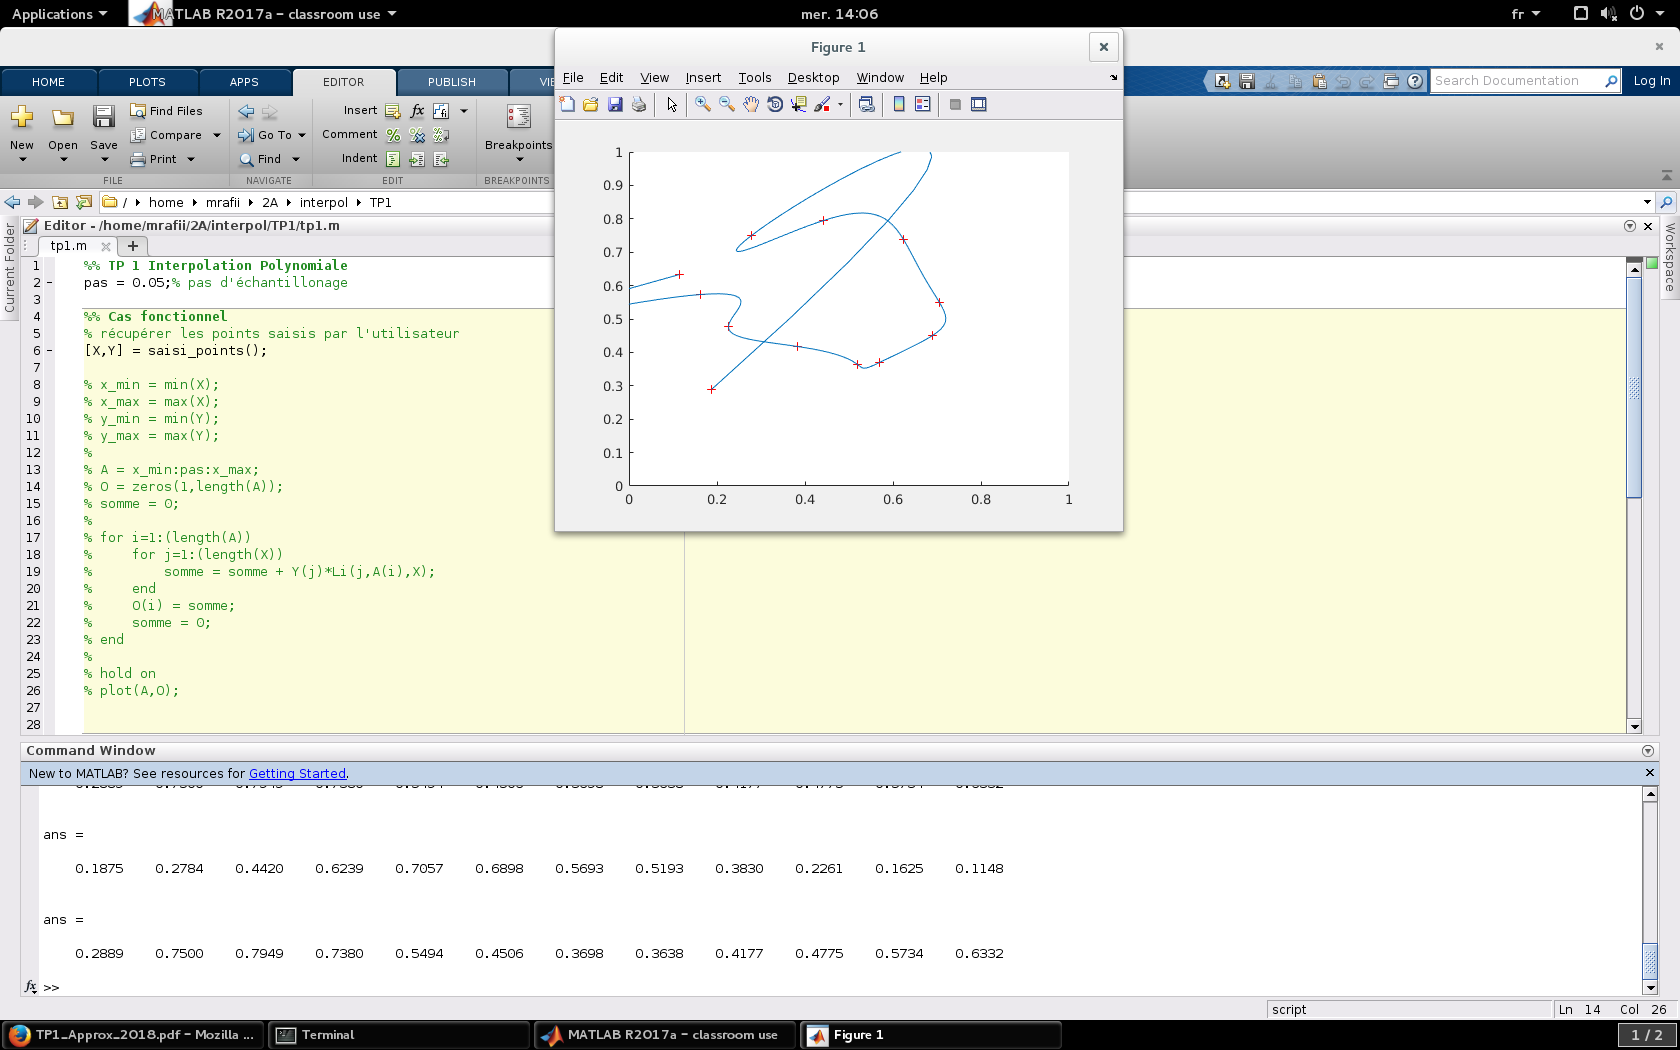 Applications
MATLAB R2017a - classroom use
mer. 14:06
fr
Figure 1
File Edit View Insert Tools Desktop Window Help
HOME PLOTS APPS EDITOR PUBLISH VI
Search Documentation
Log In
New
Open
Save
Find Files
Compare
Print
FILE
Go To
Find
NAVIGATE
Insert
Comment
Indent
EDIT
Breakpoints
BREAKPOINTS
/ home mrafii 2A interpol TP1
Current Folder
Workspace
Editor - /home/mrafii/2A/interpol/TP1/tp1.m
tp1.m
1 %% TP 1 Interpolation Polynomiale
2 - pas = 0.05;% pas d'échantillonage
3
4 %% Cas fonctionnel
5 % récupérer les points saisis par l'utilisateur
6 - [X,Y] = saisi_points();
7
8 % x_min = min(X);
9 % x_max = max(X);
10 % y_min = min(Y);
11 % y_max = max(Y);
12 %
13 % A = x_min:pas:x_max;
14 % O = zeros(1,length(A));
15 % somme = 0;
16 %
17 % for i=1:(length(A))
18 %     for j=1:(length(X))
19 %         somme = somme + Y(j)*Li(j,A(i),X);
20 %     end
21 %     O(i) = somme;
22 %     somme = 0;
23 % end
24 %
25 % hold on
26 % plot(A,O);
27
28
1
0.9
0.8
0.7
0.6
0.5
0.4
0.3
0.2
0.1
0
0 0.2 0.4 0.6 0.8 1
Command Window
New to MATLAB? See resources for Getting Started.
ans =
0.1875 0.2784 0.4420 0.6239 0.7057 0.6898 0.5693 0.5193 0.3830 0.2261 0.1625 0.1148
ans =
0.2889 0.7500 0.7949 0.7380 0.5494 0.4506 0.3698 0.3638 0.4177 0.4775 0.5734 0.6332
fx >>
script
Ln 14 Col 26
TP1_Approx_2018.pdf - Mozilla ...
Terminal
MATLAB R2017a - classroom use
Figure 1
1 / 2